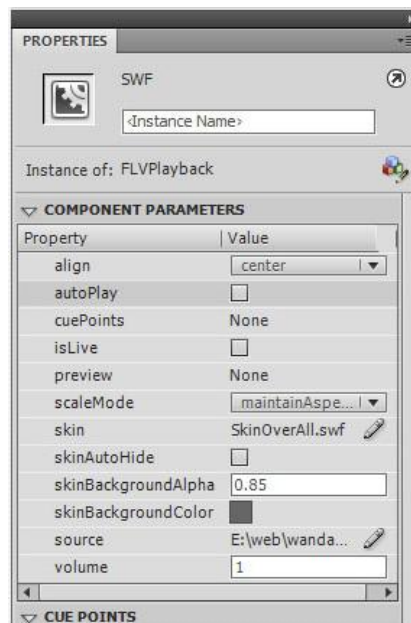 PROPERTIES
SWF
<Instance Name>
Instance of: FLVPlayback
COMPONENT PARAMETERS
Property Value
align center
autoPlay
cuePoints None
isLive
preview None
scaleMode maintainAspe...
skin SkinOverAll.swf
skinAutoHide
skinBackgroundAlpha 0.85
skinBackgroundColor
source E:\web\wanda...
volume 1
CUE POINTS